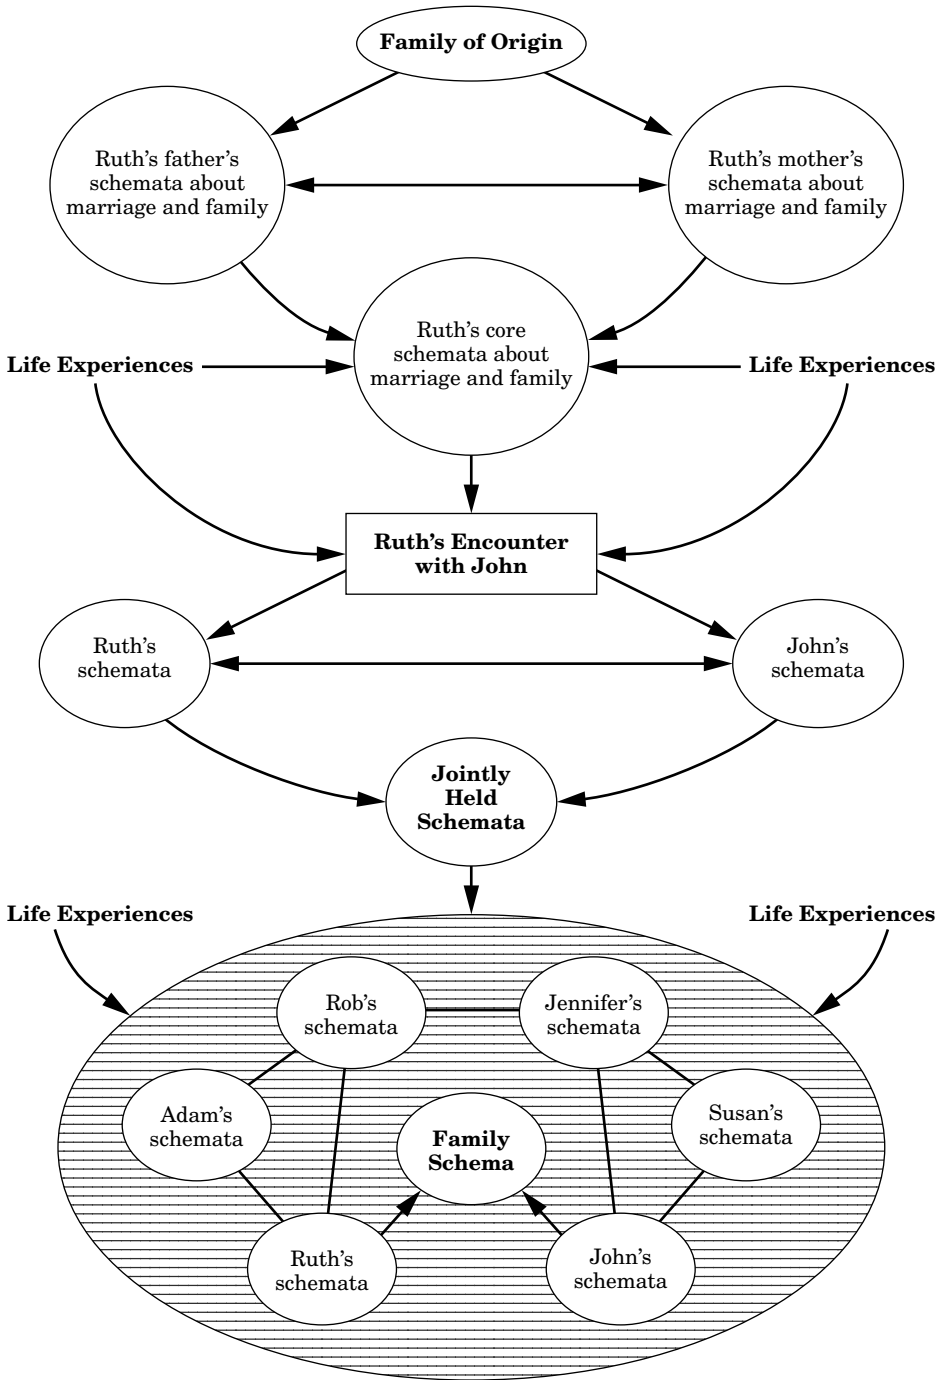 Family of Origin
Ruth's father's
schemata about
marriage and family
Ruth's mother's
schemata about
marriage and family
Ruth's core
schemata about
marriage and family
Life Experiences
Life Experiences
Ruth's Encounter
with John
Ruth's
schemata
John's
schemata
Jointly
Held
Schemata
Life Experiences
Life Experiences
Rob's
schemata
Jennifer's
schemata
Adam's
schemata
Susan's
schemata
Family
Schema
Ruth's
schemata
John's
schemata